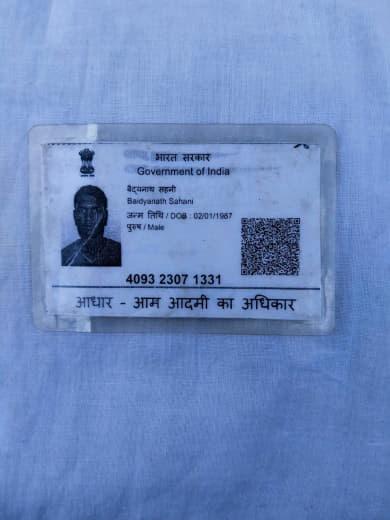 भारत सरकार
Government of India
बैद्यनाथ सहनी
Baidyanath Sahani
जन्म तिथि / DOB : 02/01/1987
पुरुष / Male
4093 2307 1331
आधार - आम आदमी का अधिकार